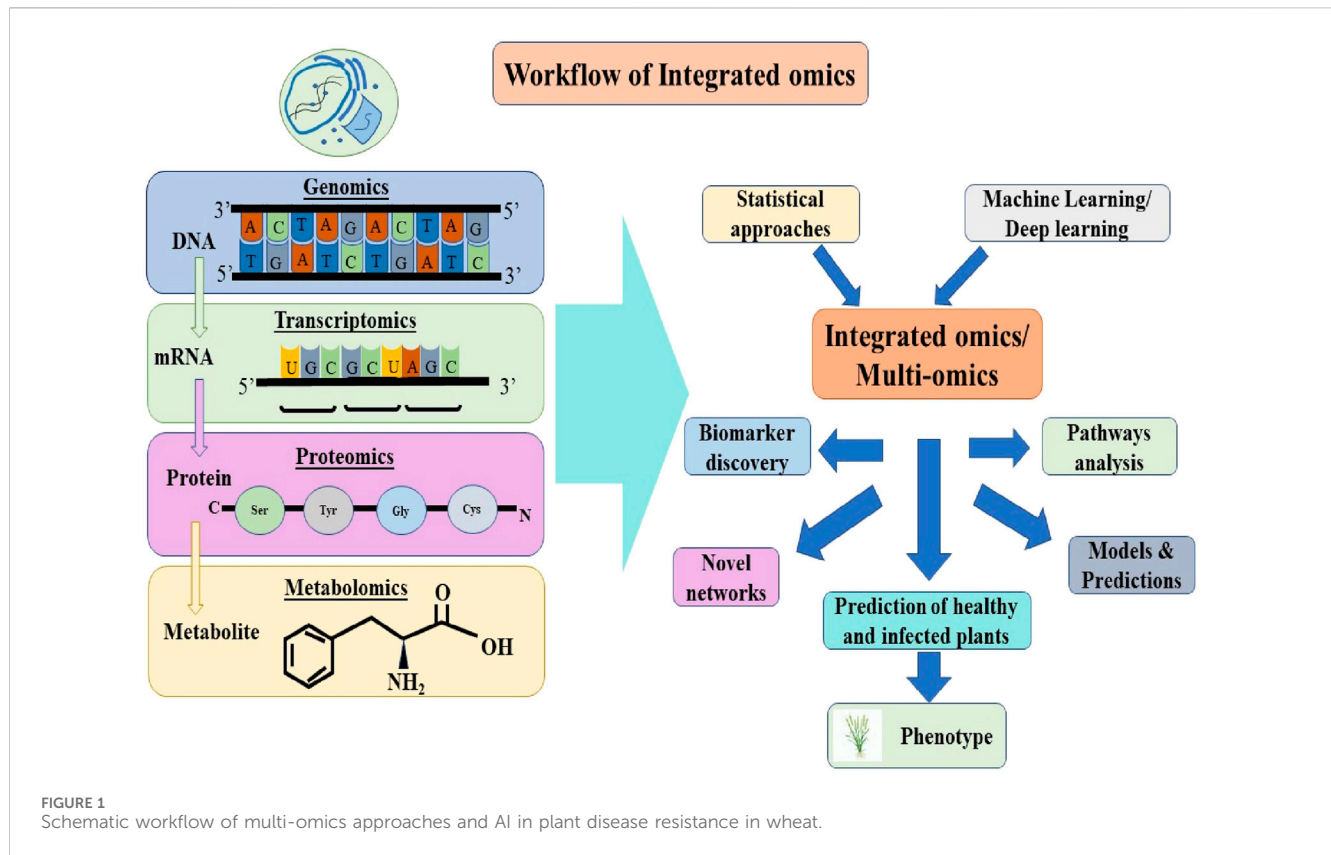 Workflow of Integrated omics
Genomics
3’ 5’
A C T A G A C T A G
DNA
T G A T C T G A T C
5’ 3’
Transcriptomics
mRNA
U G C G C U A G C
5’ 3’
Proteomics
Protein
C Ser Tyr Gly Cys N
Metabolomics
Metabolite
O
OH
NH2
Statistical
approaches
Machine Learning/
Deep learning
Integrated omics/
Multi-omics
Biomarker
discovery
Pathways
analysis
Novel
networks
Models &
Predictions
Prediction of healthy
and infected plants
Phenotype
FIGURE 1
Schematic workflow of multi-omics approaches and AI in plant disease resistance in wheat.